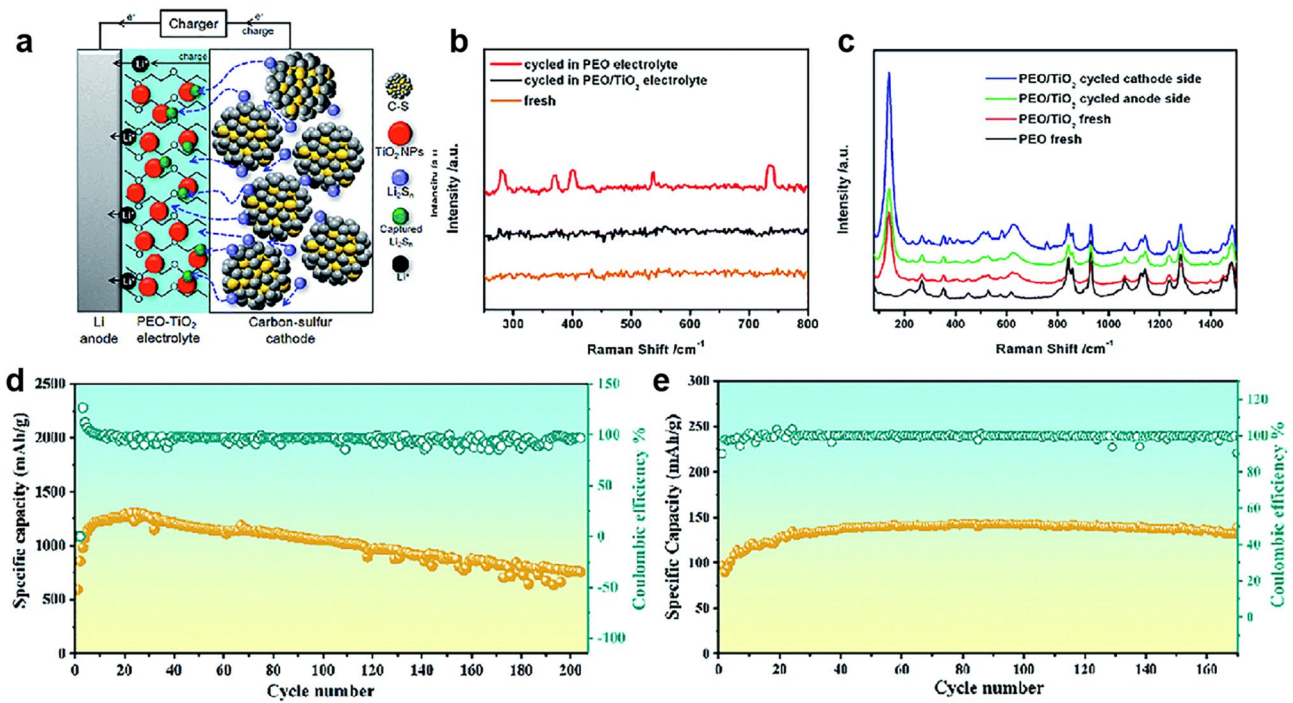 a
e⁻
Charger
e⁻
charge
Li⁺
charge
Li⁺
Li⁺
Li⁺
C-S
TiO₂ NPs
Li₂Sₙ
Captured
Li₂Sₙ
Li⁺
Li
anode
PEO-TiO₂
electrolyte
Carbon-sulfur
cathode
Intensity /a.u.
b
cycled in PEO electrolyte
cycled in PEO/TiO₂ electrolyte
fresh
Intensity /a.u.
300 400 500 600 700 800
Raman Shift /cm⁻¹
c
PEO/TiO₂ cycled cathode side
PEO/TiO₂ cycled anode side
PEO/TiO₂ fresh
PEO fresh
Intensity /a.u.
200 400 600 800 1000 1200 1400
Raman Shift /cm⁻¹
d
2500
2000
1500
1000
500
0
Specific capacity (mAh/g)
0 20 40 60 80 100 120 140 160 180 200
Cycle number
150
100
50
0
-50
-100
Coulombic efficiency %
e
300
250
200
150
100
50
0
Specific Capacity (mAh/g)
0 20 40 60 80 100 120 140 160
Cycle number
120
100
80
60
40
20
0
Coulombic efficiency %